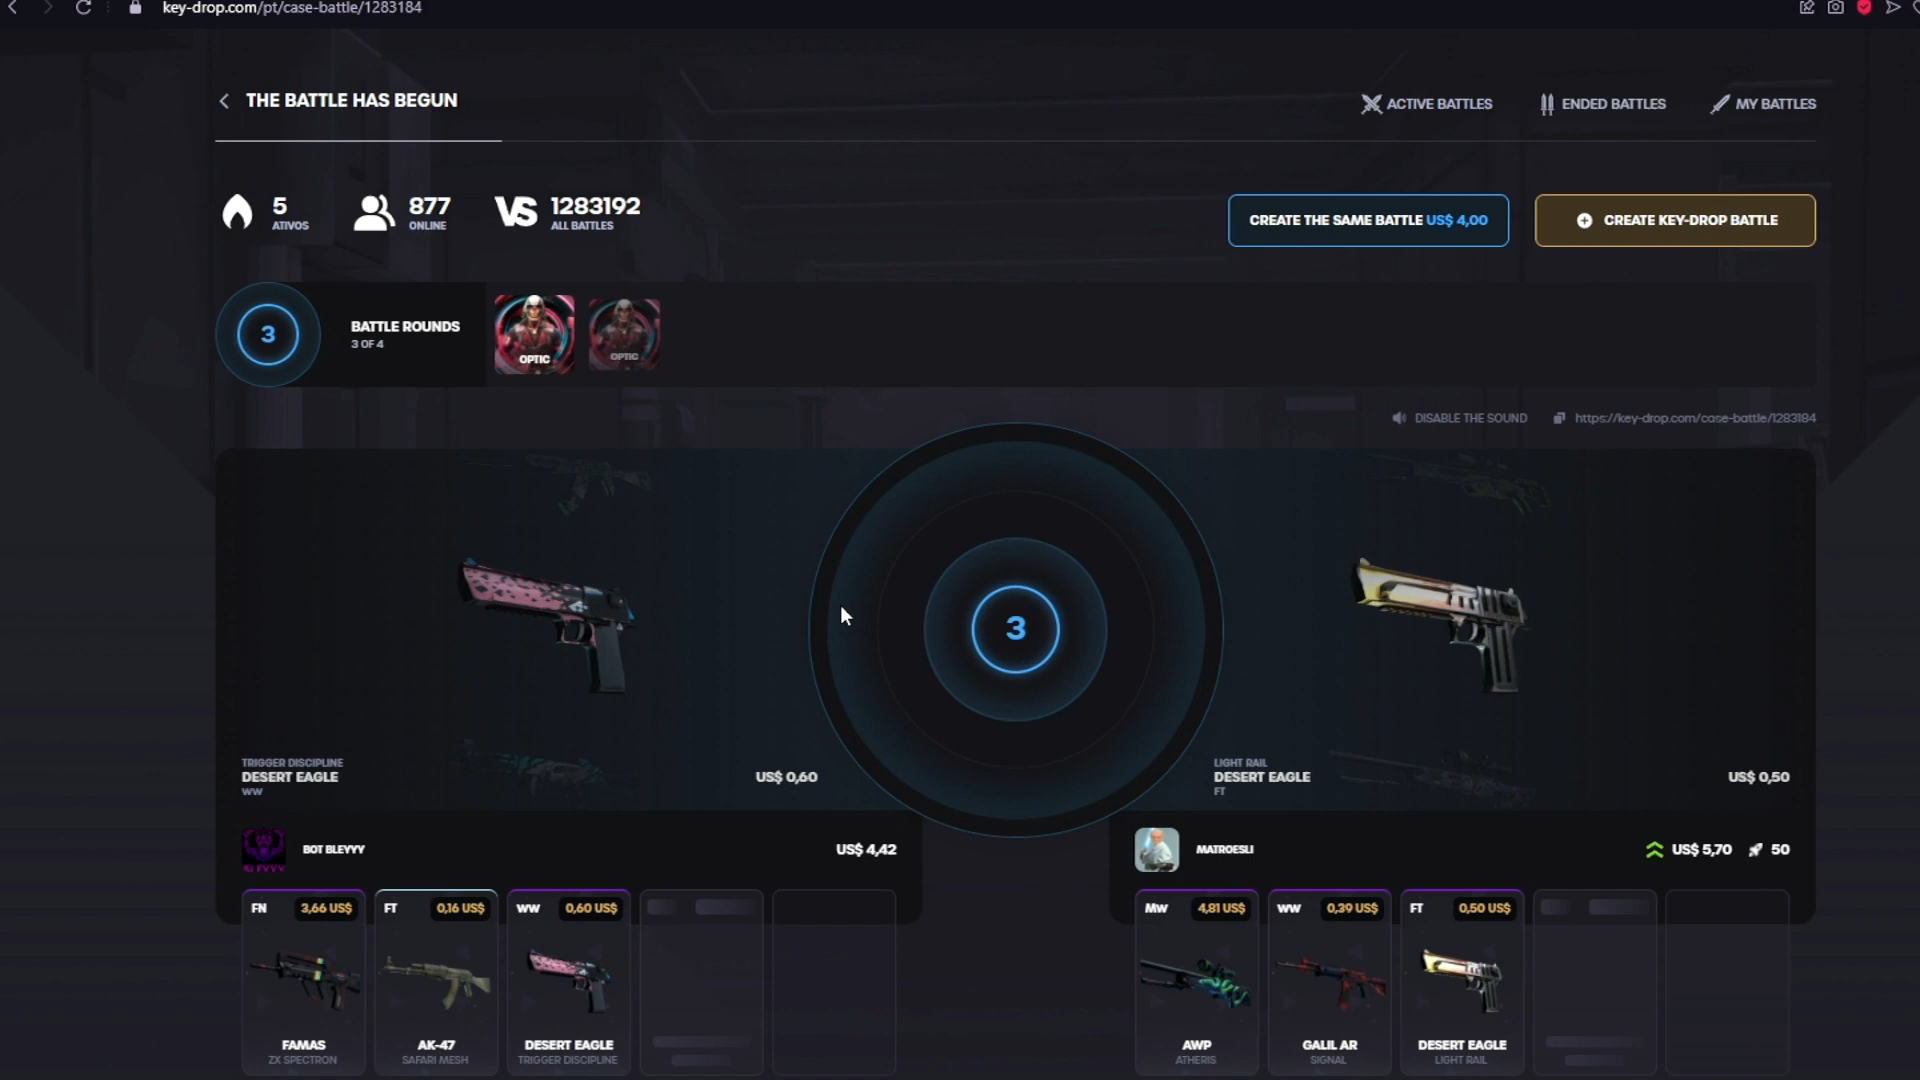 key-drop.com/pt/case-battle/1283184
THE BATTLE HAS BEGUN
ACTIVE BATTLES
ENDED BATTLES
MY BATTLES
5
ATIVOS
877
ONLINE
VS
1283192
ALL BATTLES
CREATE THE SAME BATTLE US$ 4,00
CREATE KEY-DROP BATTLE
3
BATTLE ROUNDS
3 OF 4
OPTIC
OPTIC
DISABLE THE SOUND
https://key-drop.com/case-battle/1283184
3
TRIGGER DISCIPLINE
DESERT EAGLE
WW
US$ 0,60
LIGHT RAIL
DESERT EAGLE
FT
US$ 0,50
BLEVVV
BOT BLEYYY
US$ 4,42
MATROESLI
US$ 5,70
50
FN 3,66 US$
FT 0,16 US$
WW 0,60 US$
MW 4,81 US$
WW 0,39 US$
FT 0,50 US$
FAMAS
ZX SPECTRON
AK-47
SAFARI MESH
DESERT EAGLE
TRIGGER DISCIPLINE
AWP
ATHERIS
GALIL AR
SIGNAL
DESERT EAGLE
LIGHT RAIL